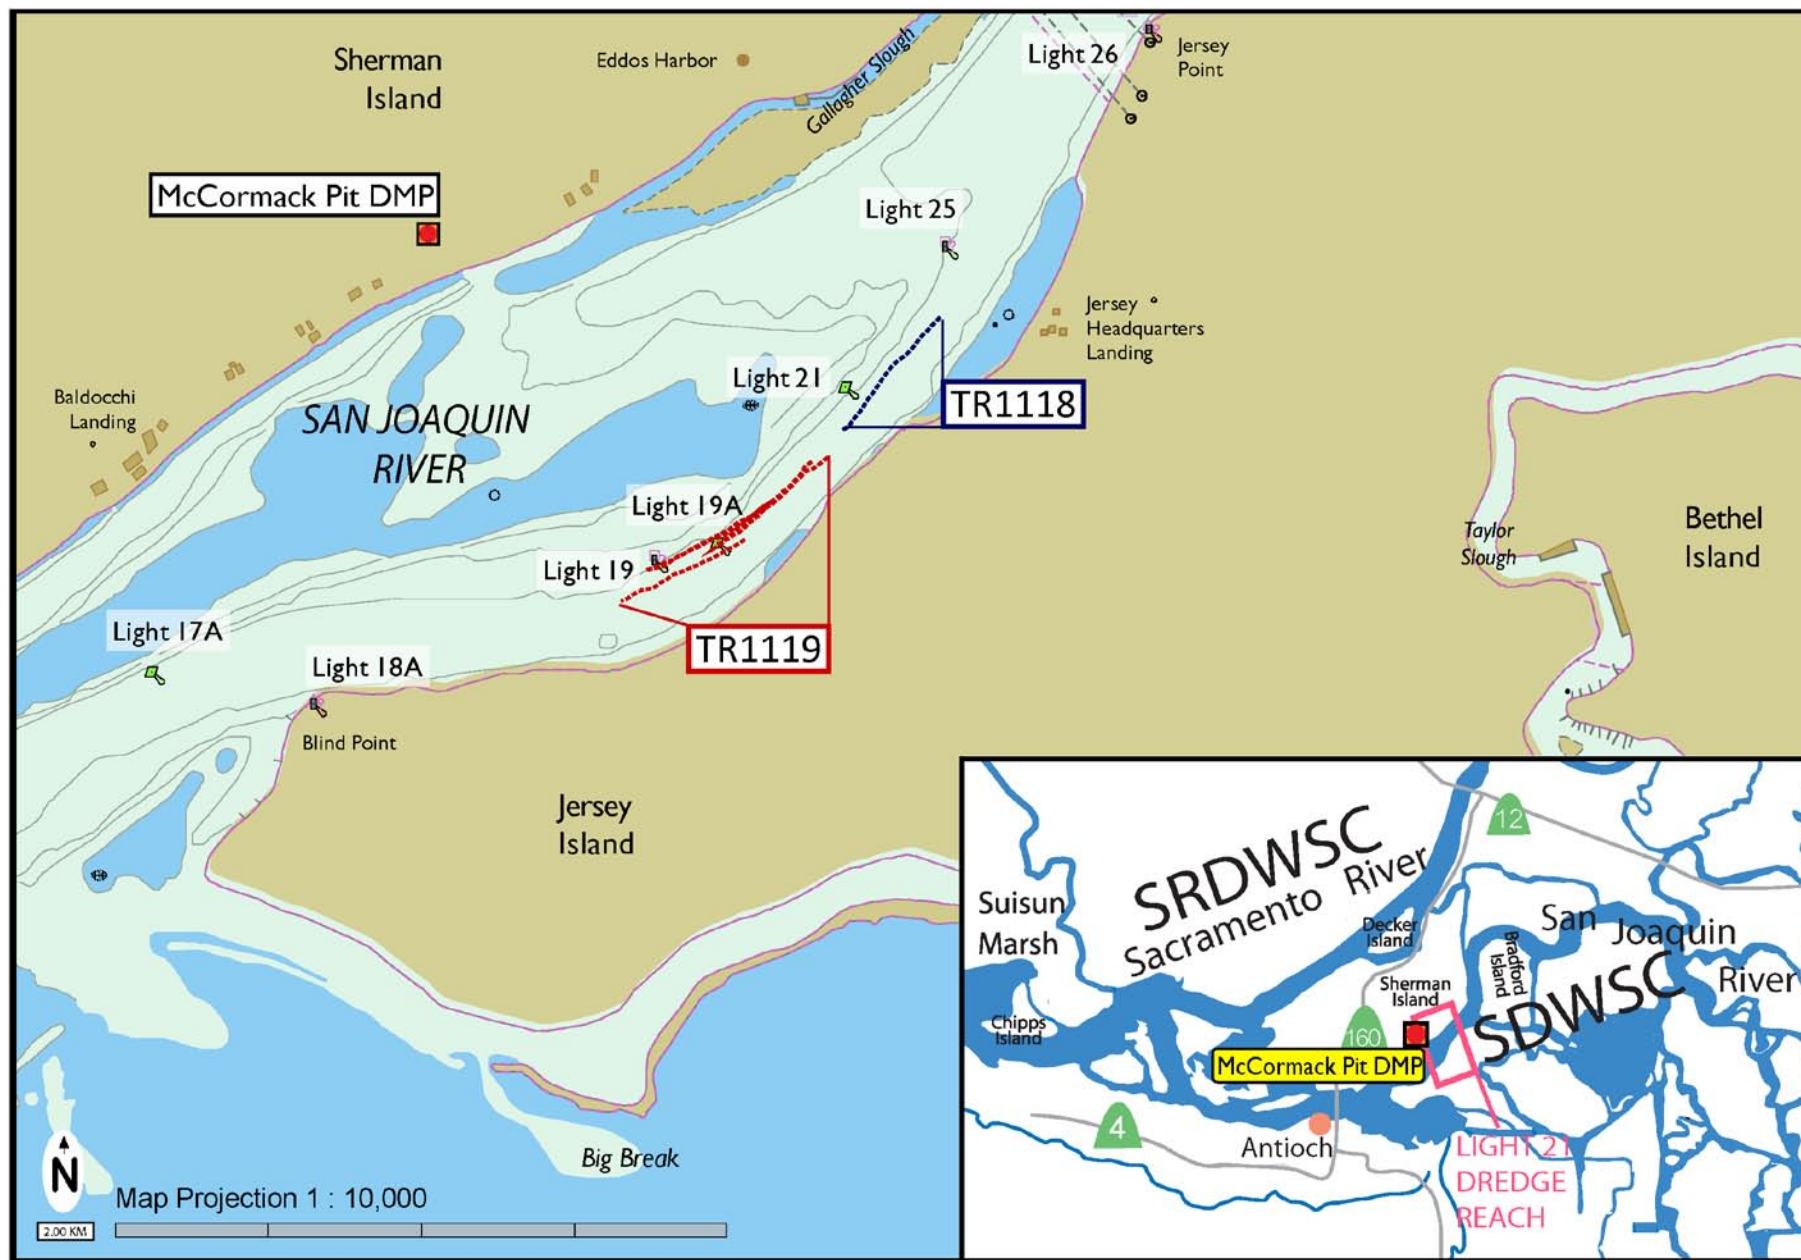 Sherman
Island
Eddos Harbor
Gallagher Slough
Light 26
Jersey
Point
McCormack Pit DMP
Light 25
Jersey
Headquarters
Landing
Light 21
TR1118
Baldocchi
Landing
SAN JOAQUIN
RIVER
Light 19A
Light 19
TR1119
Taylor
Slough
Bethel
Island
Light 17A
Light 18A
Blind Point
Jersey
Island
Big Break
N
Map Projection 1 : 10,000
2.00 KM
SRDWSC
Sacramento River
12
Suisun
Marsh
Decker
Island
San Joaquin
River
Bradford
Island
Sherman
Island
SDWSC
Chipps
Island
160
McCormack Pit DMP
4
Antioch
LIGHT 21
DREDGE
REACH